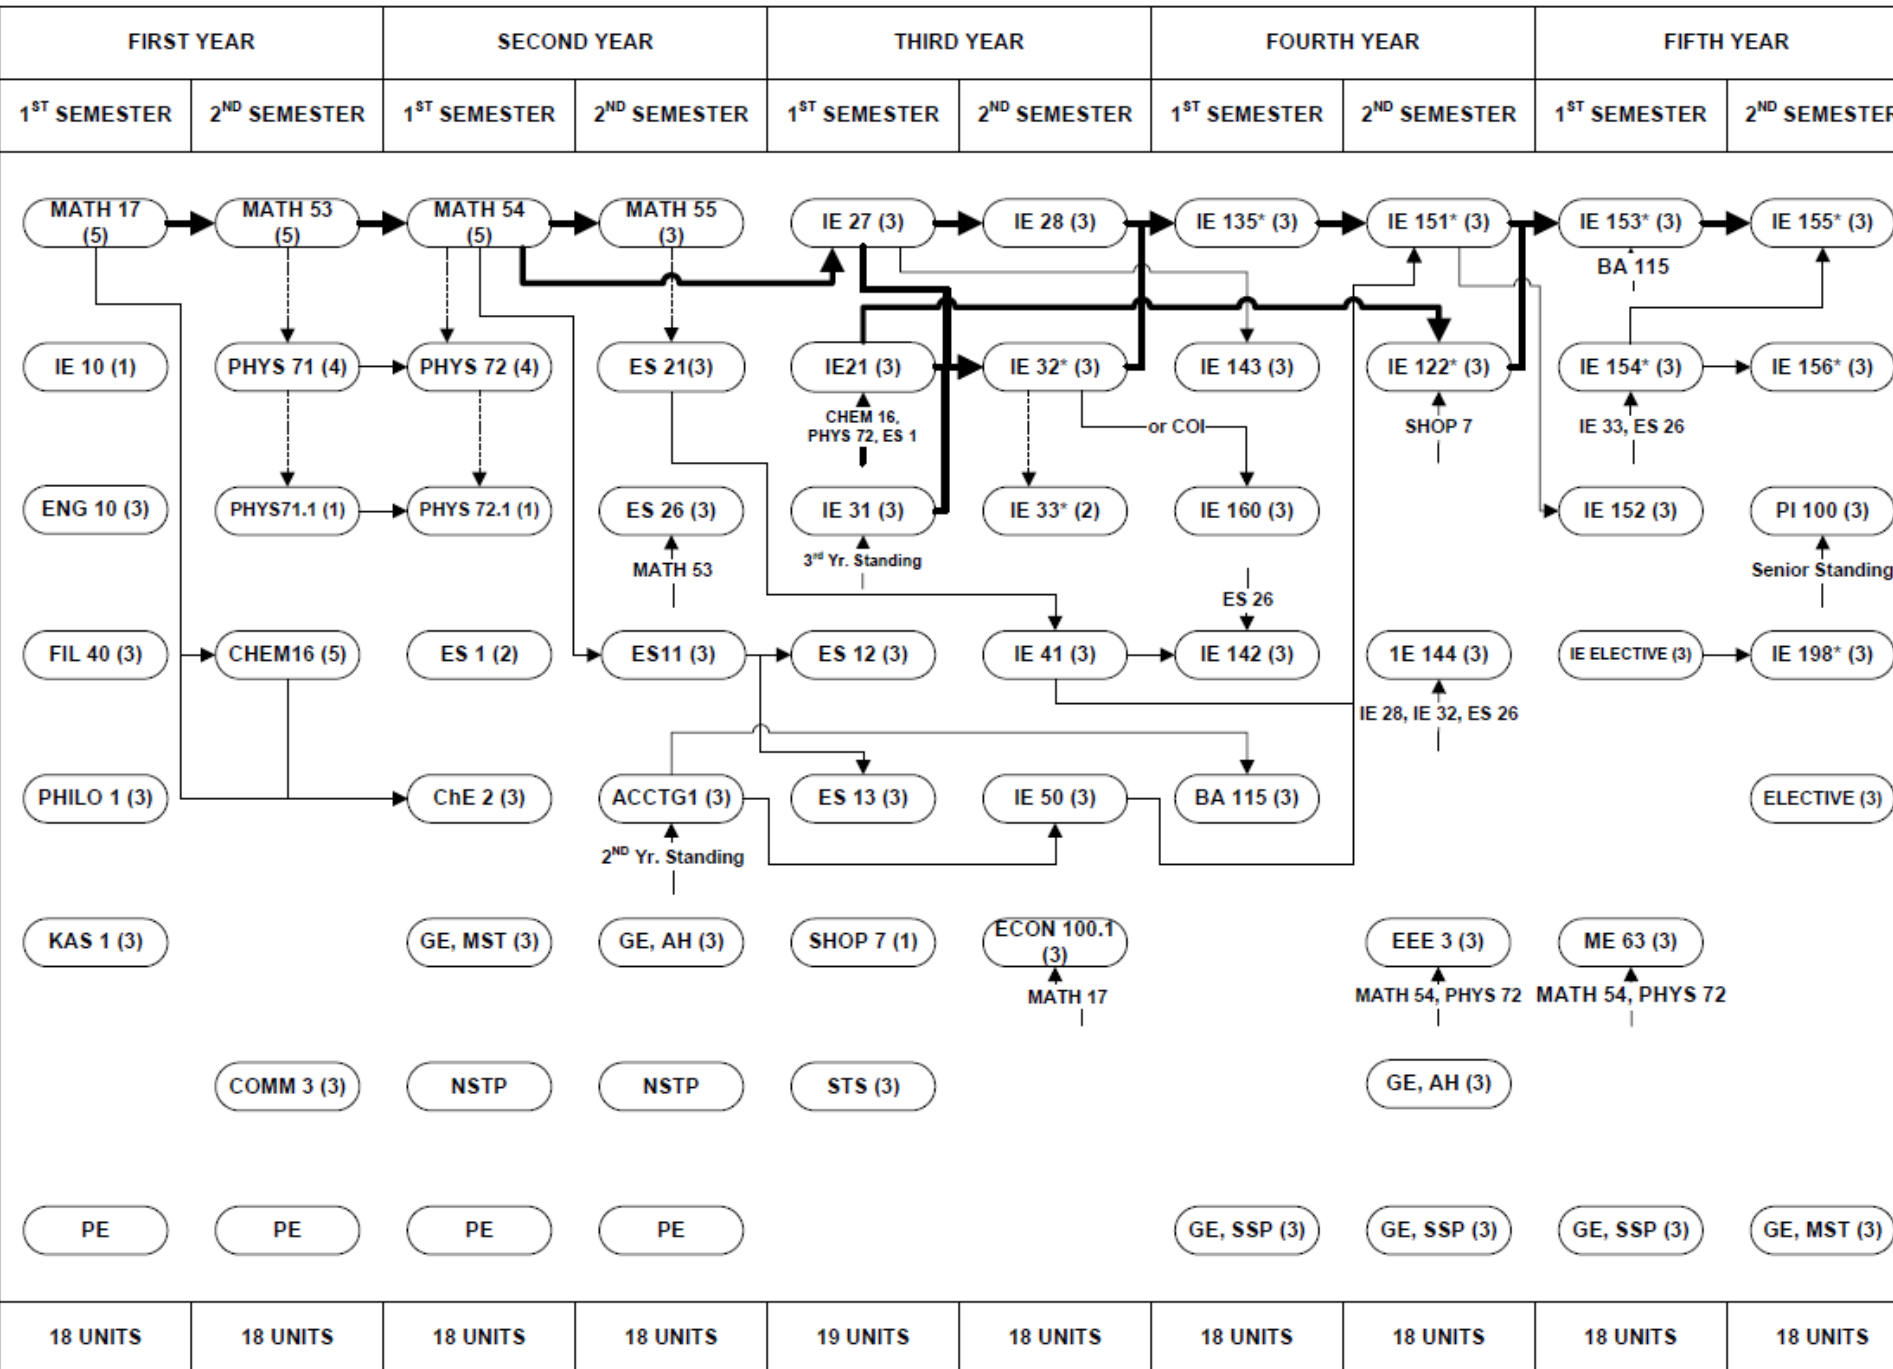 FIRST YEAR
SECOND YEAR
THIRD YEAR
FOURTH YEAR
FIFTH YEAR
1ST SEMESTER
2ND SEMESTER
1ST SEMESTER
2ND SEMESTER
1ST SEMESTER
2ND SEMESTER
1ST SEMESTER
2ND SEMESTER
1ST SEMESTER
2ND SEMESTER
MATH 17
(5)
MATH 53
(5)
MATH 54
(5)
MATH 55
(3)
IE 27 (3)
IE 28 (3)
IE 135* (3)
IE 151* (3)
IE 153* (3)
IE 155* (3)
BA 115
IE 10 (1)
PHYS 71 (4)
PHYS 72 (4)
ES 21(3)
IE21 (3)
IE 32* (3)
IE 143 (3)
IE 122* (3)
IE 154* (3)
IE 156* (3)
CHEM 16,
PHYS 72, ES 1
or COI
SHOP 7
IE 33, ES 26
ENG 10 (3)
PHYS71.1 (1)
PHYS 72.1 (1)
ES 26 (3)
IE 31 (3)
IE 33* (2)
IE 160 (3)
IE 152 (3)
PI 100 (3)
MATH 53
3rd Yr. Standing
ES 26
Senior Standing
FIL 40 (3)
CHEM16 (5)
ES 1 (2)
ES11 (3)
ES 12 (3)
IE 41 (3)
IE 142 (3)
1E 144 (3)
IE ELECTIVE (3)
IE 198* (3)
IE 28, IE 32, ES 26
PHILO 1 (3)
ChE 2 (3)
ACCTG1 (3)
ES 13 (3)
IE 50 (3)
BA 115 (3)
ELECTIVE (3)
2ND Yr. Standing
KAS 1 (3)
GE, MST (3)
GE, AH (3)
SHOP 7 (1)
ECON 100.1
(3)
EEE 3 (3)
ME 63 (3)
MATH 17
MATH 54, PHYS 72
MATH 54, PHYS 72
COMM 3 (3)
NSTP
NSTP
STS (3)
GE, AH (3)
PE
PE
PE
PE
GE, SSP (3)
GE, SSP (3)
GE, SSP (3)
GE, MST (3)
18 UNITS
18 UNITS
18 UNITS
18 UNITS
19 UNITS
18 UNITS
18 UNITS
18 UNITS
18 UNITS
18 UNITS